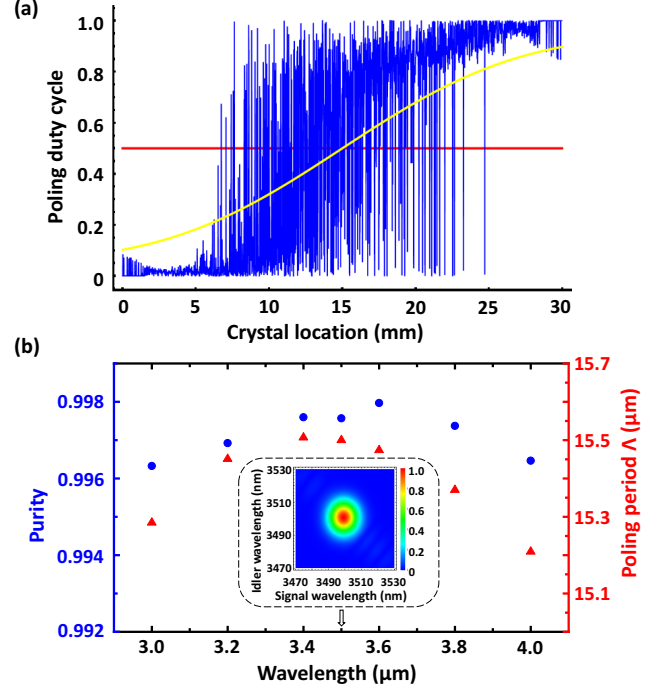 (a)
Poling duty cycle
1.0
0.8
0.6
0.4
0.2
0
0 5 10 15 20 25 30
Crystal location (mm)
(b)
Purity
0.998
0.996
0.994
0.992
15.7
15.5
15.3
15.1
Poling period Λ (μm)
Idler wavelength (nm)
3530
3510
3490
3470
3470 3490 3510 3530
Signal wavelength (nm)
1.0
0.8
0.6
0.4
0.2
0
3.0 3.2 3.4 3.6 3.8 4.0
Wavelength (μm)